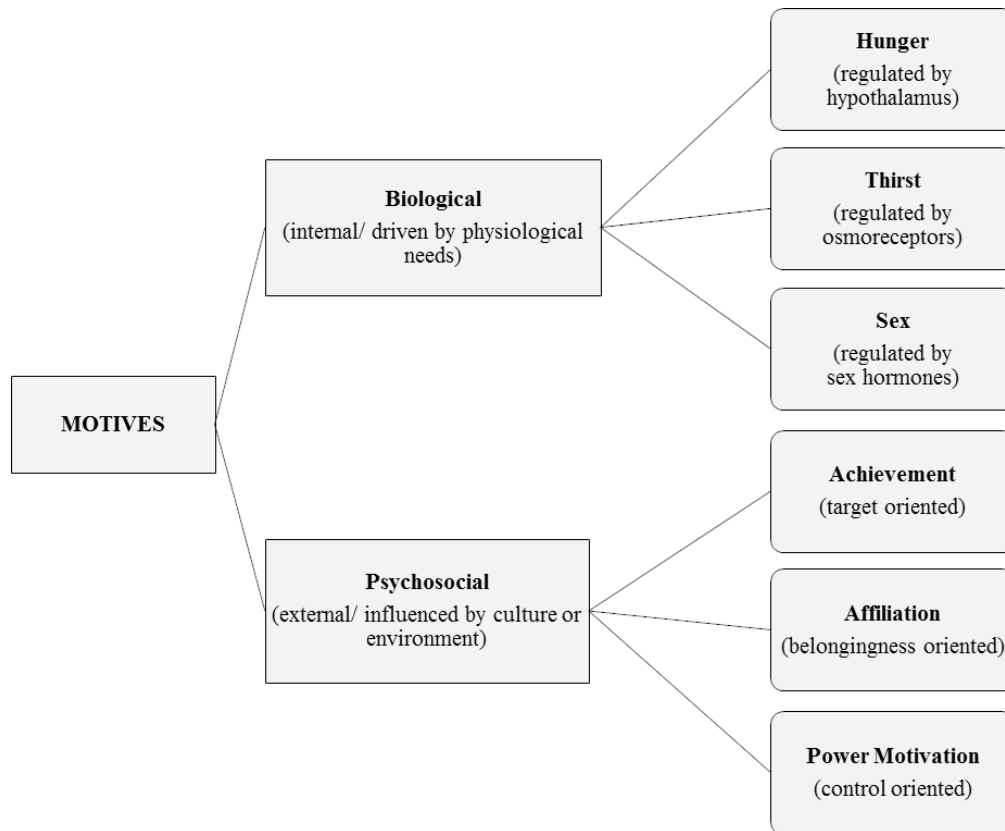 Hunger
(regulated by
hypothalamus)
Biological
(internal/ driven by physiological
needs)
Thirst
(regulated by
osmoreceptors)
Sex
(regulated by
sex hormones)
MOTIVES
Achievement
(target oriented)
Psychosocial
(external/ influenced by culture or
environment)
Affiliation
(belongingness oriented)
Power Motivation
(control oriented)